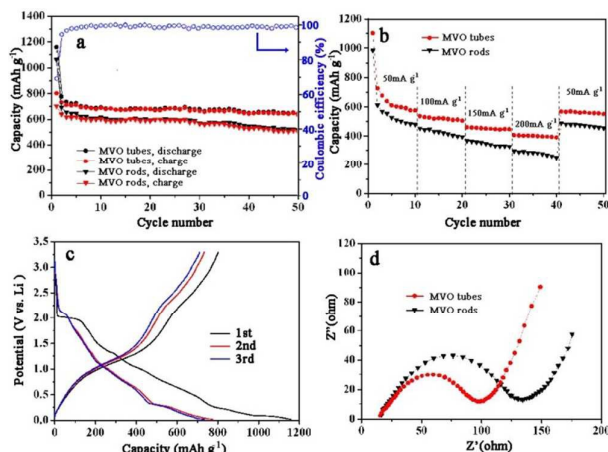 a
Capacity (mAh g⁻¹)
1400
1200
1000
800
600
400
200
0
MVO tubes, discharge
MVO tubes, charge
MVO rods, discharge
MVO rods, charge
0 10 20 30 40 50
Cycle number
100
80
60
40
20
0
Coulombic eifficiency (%)
b
Capacity (mAh g⁻¹)
1200
1000
800
600
400
200
0
MVO tubes
MVO rods
50mA g⁻¹
100mA g⁻¹
150mA g⁻¹
200mA g⁻¹
50mA g⁻¹
0 10 20 30 40 50
Cycle number
c
Potential (V vs. Li)
3.5
3.0
2.5
2.0
1.5
1.0
0.5
0.0
1st
2nd
3rd
0 200 400 600 800 1000 1200
Capacity (mAh g⁻¹)
d
Z''(ohm)
100
80
60
40
20
0
MVO tubes
MVO rods
0 50 100 150 200
Z'(ohm)